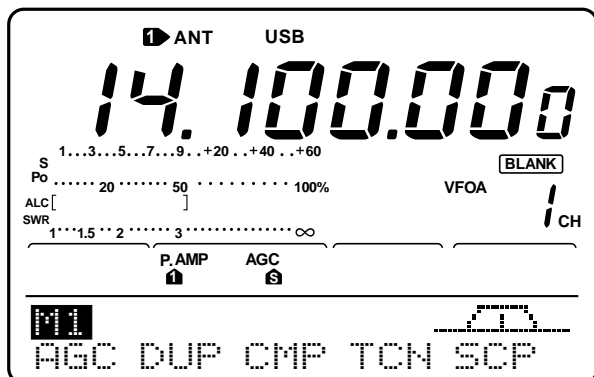 1 ANT USB
14.100.000
S 1...3...5...7...9..+20..+40..+60
BLANK
Po ...... 20 ....... 50 .......... 100%
VFOA 1 CH
ALC [ ]
SWR 1...1.5..2.......3..............∞
P.AMP AGC
1 S
M1
AGC DUP CMP TCN SCP